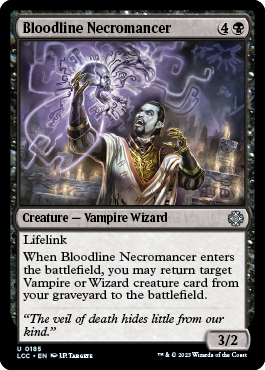 Bloodline Necromancer 4
Creature — Vampire Wizard
Lifelink
When Bloodline Necromancer enters
the battlefield, you may return target
Vampire or Wizard creature card from
your graveyard to the battlefield.
“The veil of death hides little from our
kind.”
3/2
U 0185
LCC • EN J.P. Targete
™ & © 2023 Wizards of the Coast